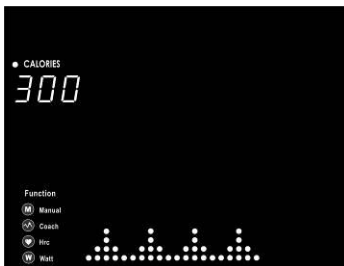 CALORIES
300
Function
M Manual
Coach
Hrc
W Watt